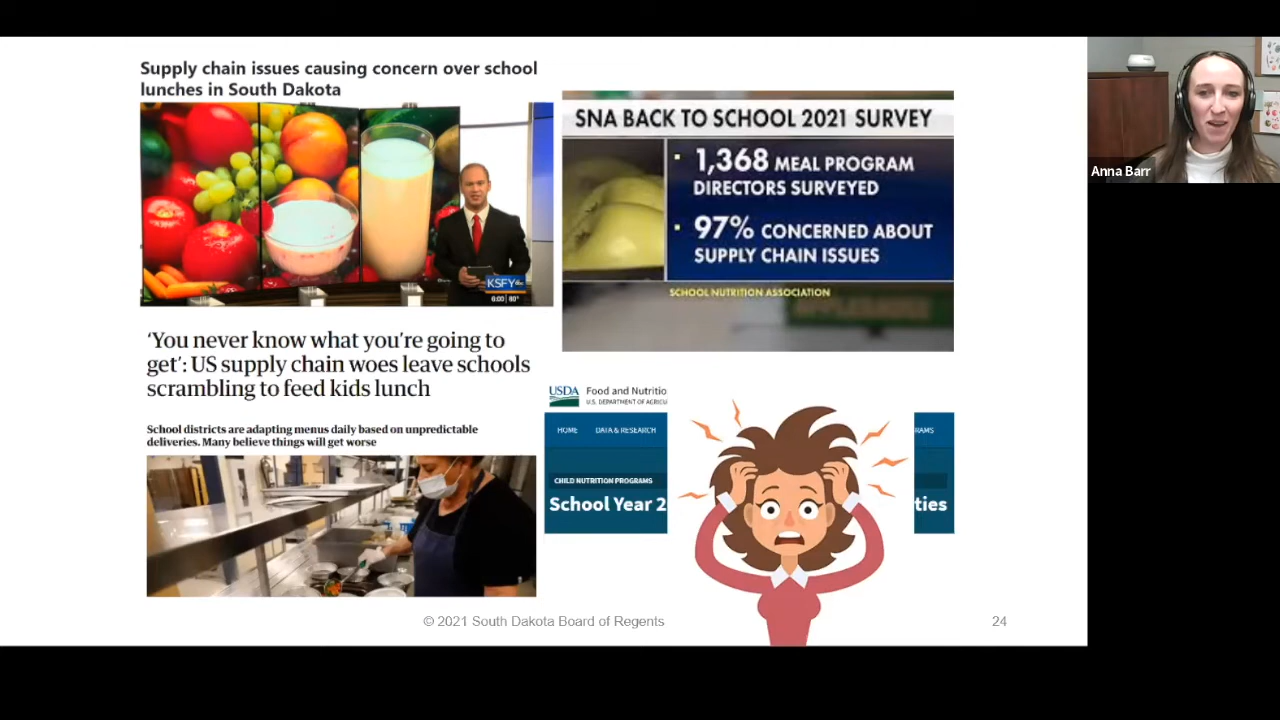 Supply chain issues causing concern over school
lunches in South Dakota
KSFY abc
6:00 80°
SNA BACK TO SCHOOL 2021 SURVEY
1,368 MEAL PROGRAM
DIRECTORS SURVEYED
97% CONCERNED ABOUT
SUPPLY CHAIN ISSUES
SCHOOL NUTRITION ASSOCIATION
Anna Barr
‘You never know what you’re going to
get’: US supply chain woes leave schools
scrambling to feed kids lunch
School districts are adapting menus daily based on unpredictable
deliveries. Many believe things will get worse
USDA Food and Nutritio
U.S. DEPARTMENT OF AGRICU
HOME DATA & RESEARCH RAMS
CHILD NUTRITION PROGRAMS
School Year 2 ties
© 2021 South Dakota Board of Regents
24